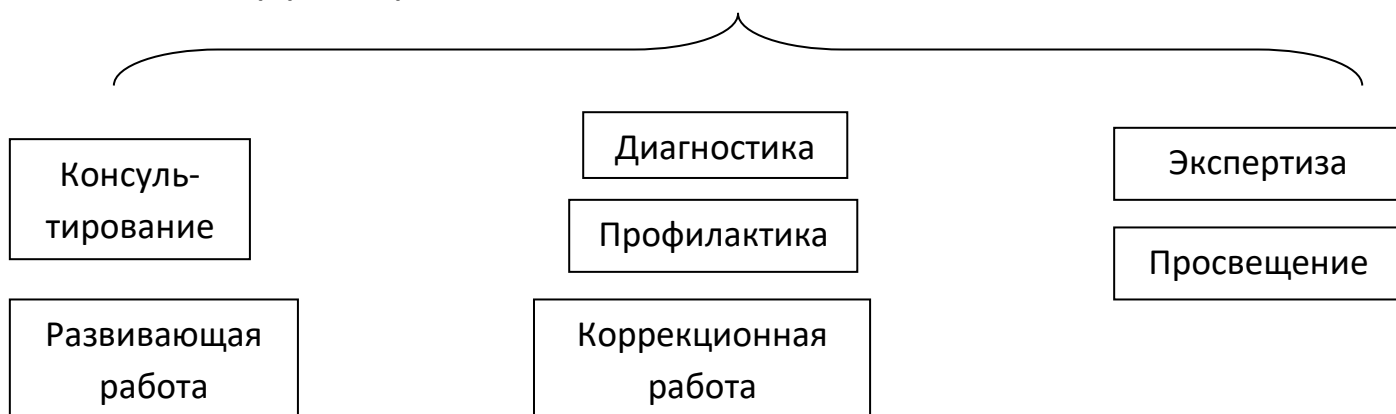 Консуль-
тирование
Развивающая
работа
Диагностика
Профилактика
Коррекционная
работа
Экспертиза
Просвещение